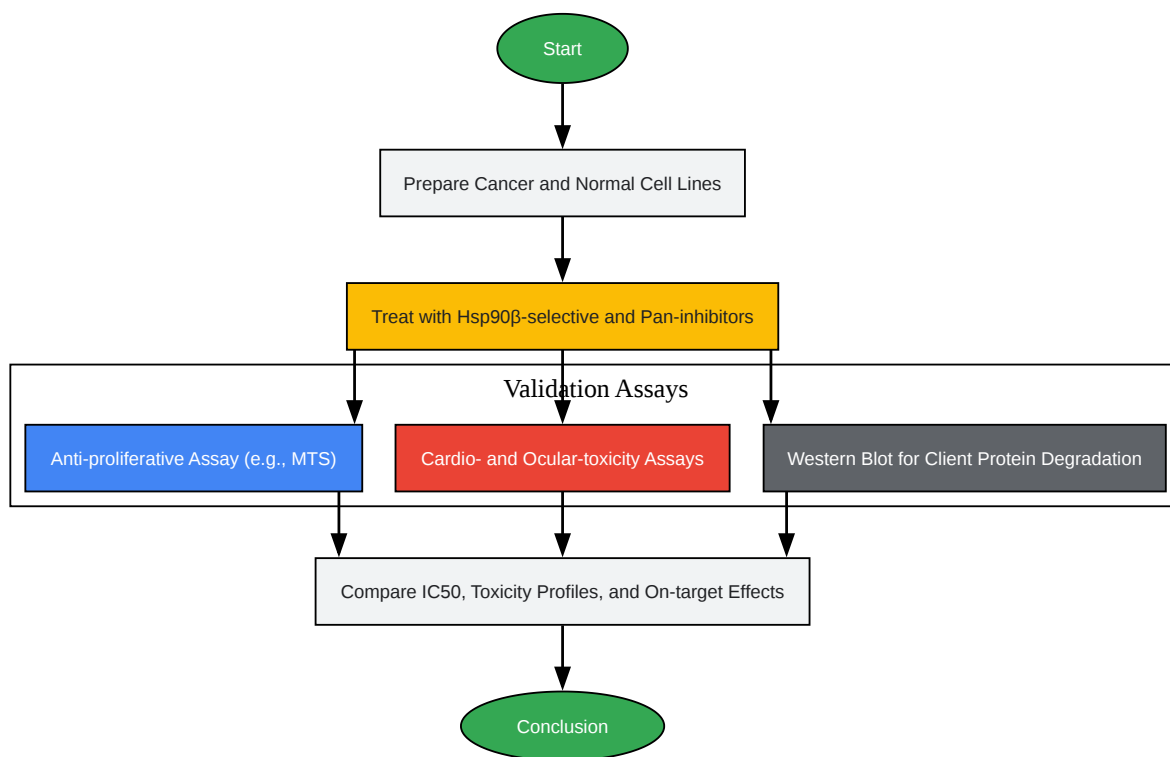 Start
Prepare Cancer and Normal Cell Lines
Treat with Hsp90β-selective and Pan-inhibitors
Validation Assays
Anti-proliferative Assay (e.g., MTS)
Cardio- and Ocular-toxicity Assays
Western Blot for Client Protein Degradation
Compare IC50, Toxicity Profiles, and On-target Effects
Conclusion